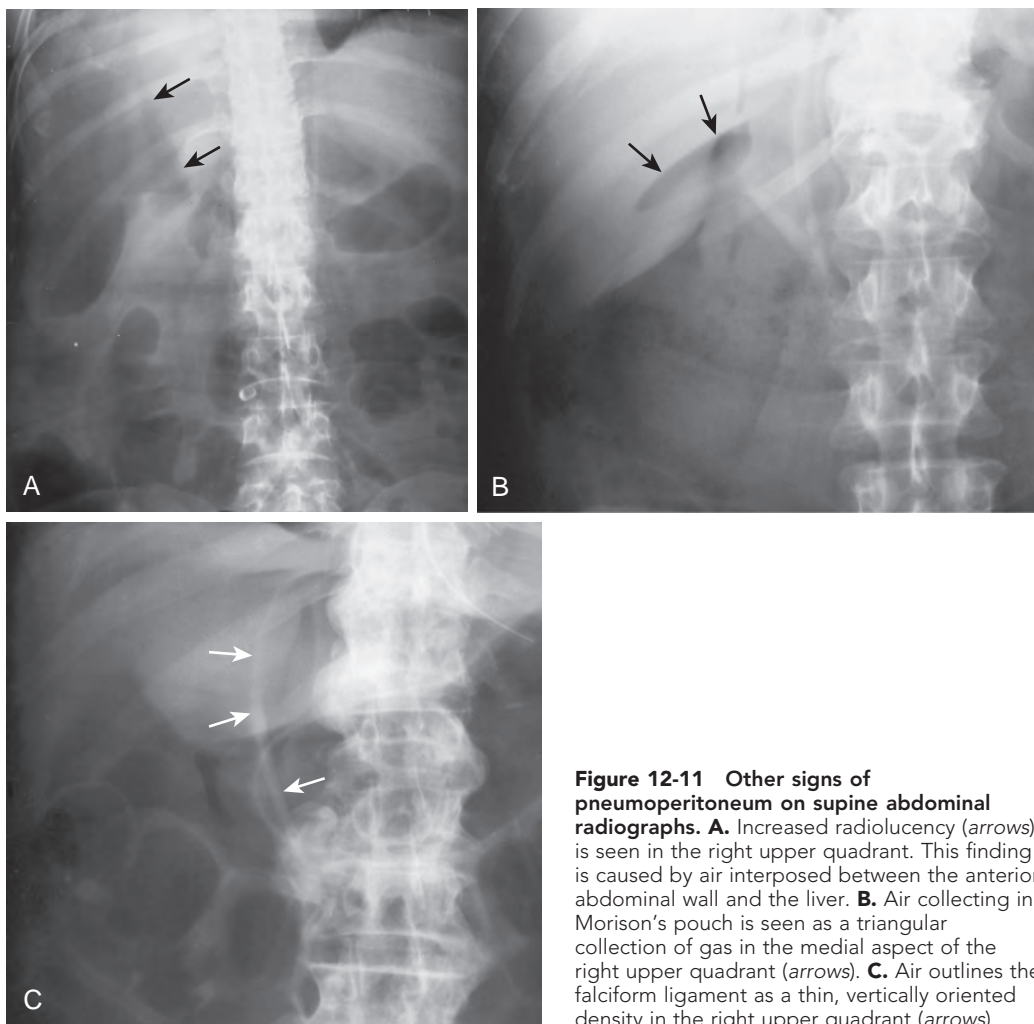 A
B
C
Figure 12-11 Other signs of
pneumoperitoneum on supine abdominal
radiographs. A. Increased radiolucency (arrows)
is seen in the right upper quadrant. This finding
is caused by air interposed between the anterior
abdominal wall and the liver. B. Air collecting in
Morison's pouch is seen as a triangular
collection of gas in the medial aspect of the
right upper quadrant (arrows). C. Air outlines the
falciform ligament as a thin, vertically oriented
density in the right upper quadrant (arrows)